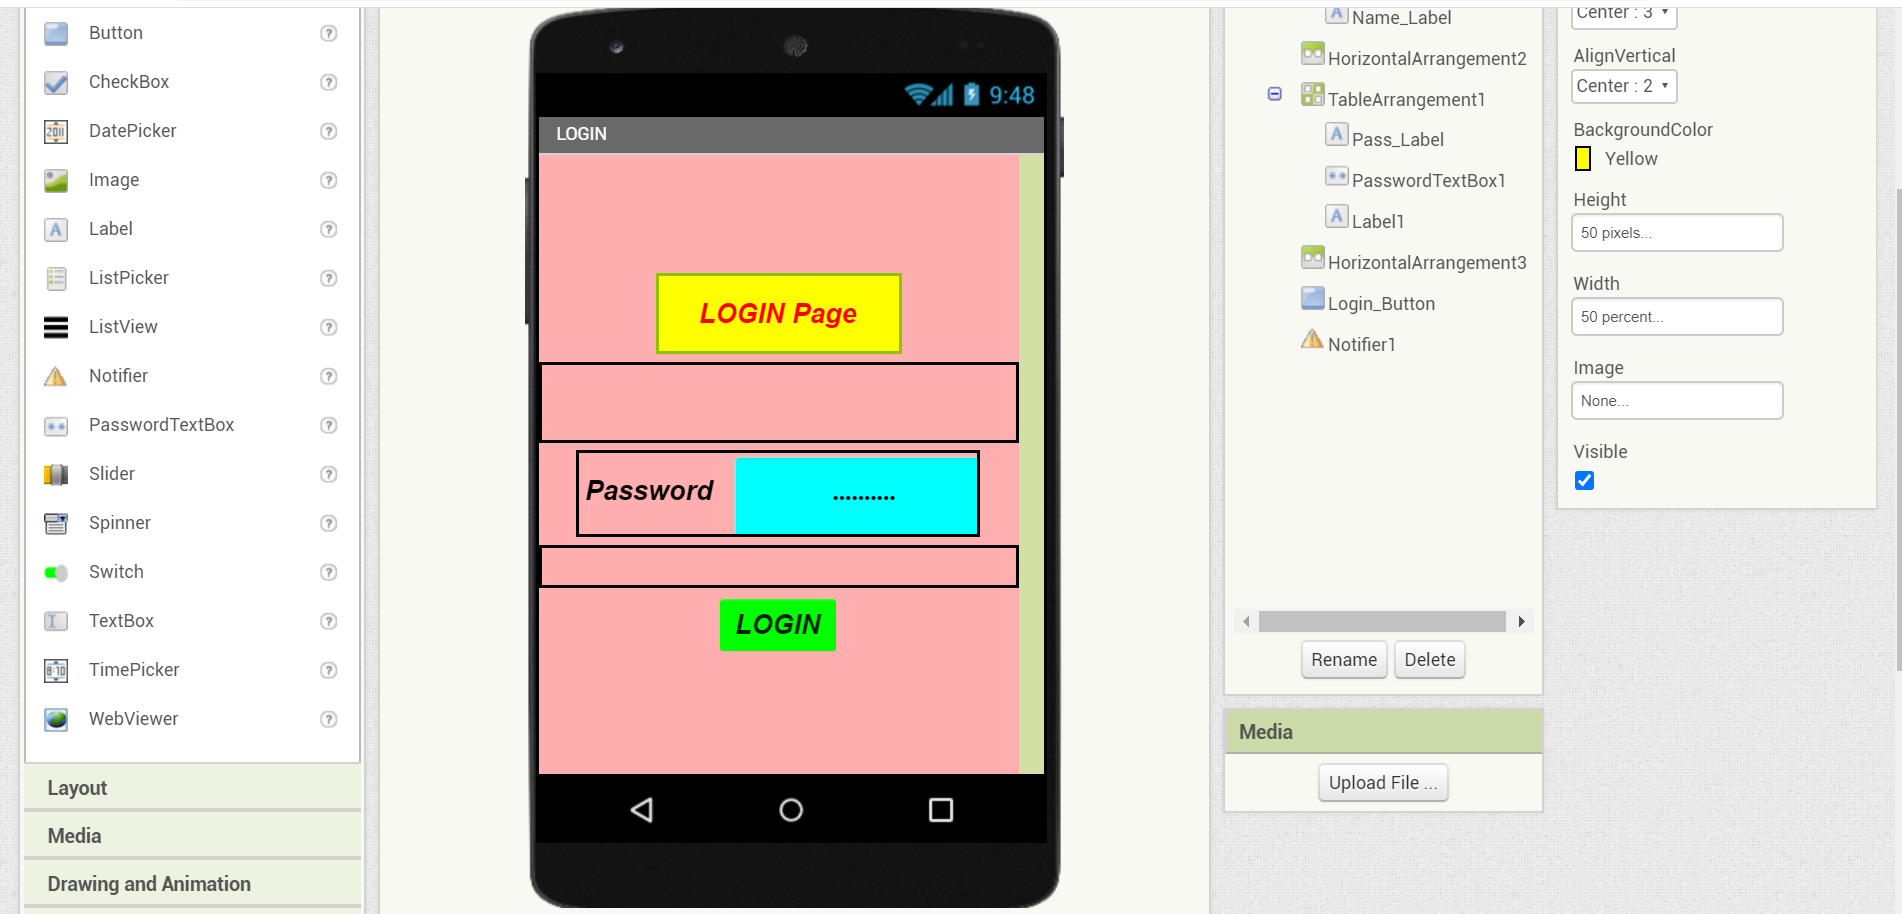 Button ?
CheckBox ?
DatePicker ?
Image ?
Label ?
ListPicker ?
ListView ?
Notifier ?
PasswordTextBox ?
Slider ?
Spinner ?
Switch ?
TextBox ?
TimePicker ?
WebViewer ?
Layout
Media
Drawing and Animation
9:48
LOGIN
LOGIN Page
Password
..........
LOGIN
Name_Label
HorizontalArrangement2
TableArrangement1
Pass_Label
PasswordTextBox1
Label1
HorizontalArrangement3
Login_Button
Notifier1
Rename Delete
Media
Upload File ...
Center : 3
AlignVertical
Center : 2
BackgroundColor
Yellow
Height
50 pixels...
Width
50 percent...
Image
None...
Visible